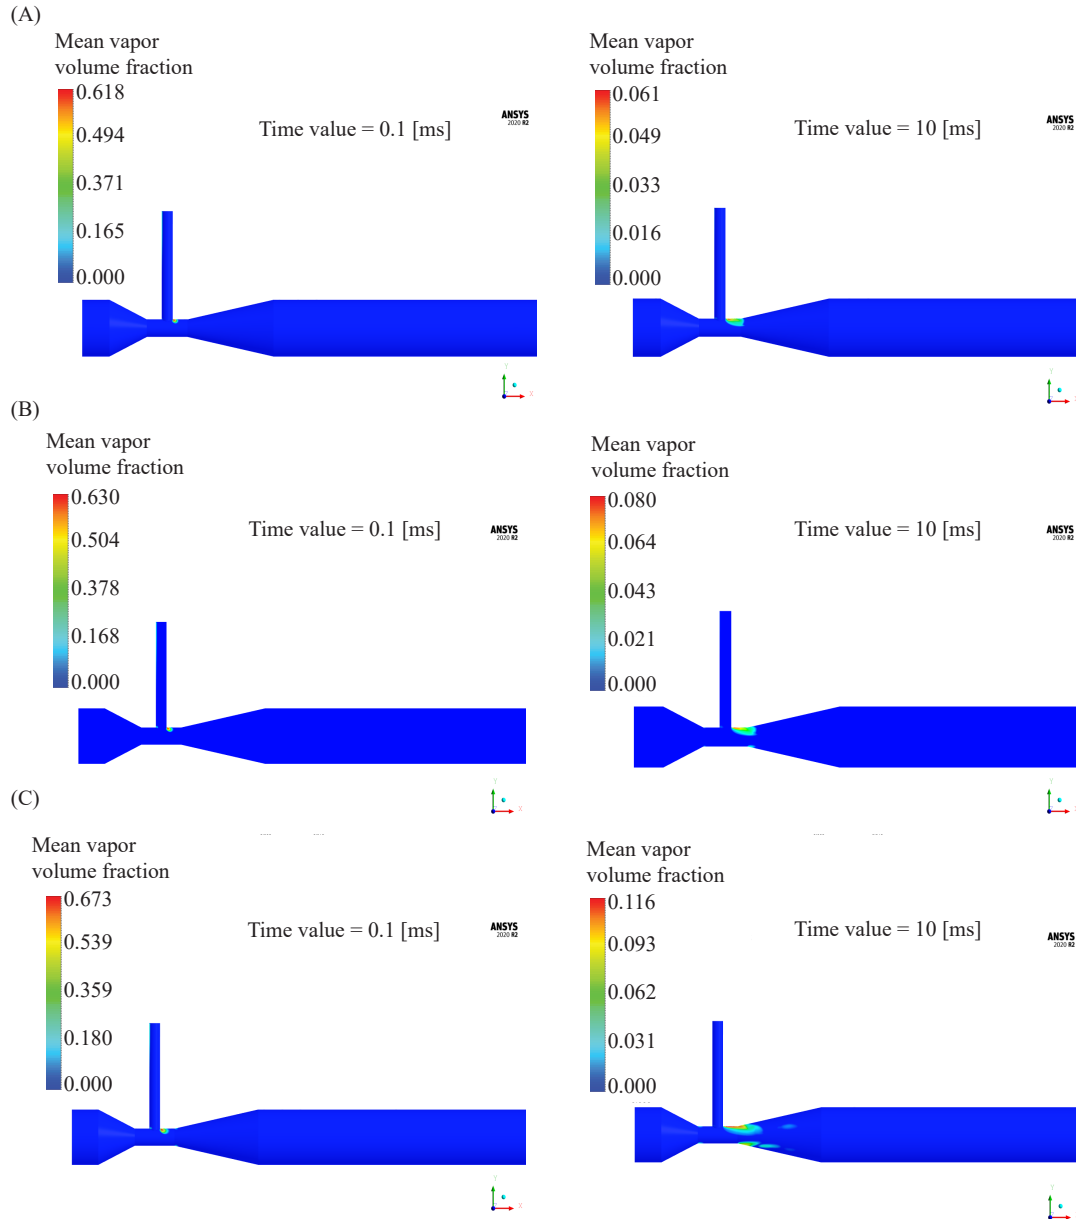 (A)
Mean vapor
volume fraction
0.618
0.494
0.371
0.165
0.000
Time value = 0.1 [ms]
ANSYS
2020 R2
Y
X
Mean vapor
volume fraction
0.061
0.049
0.033
0.016
0.000
Time value = 10 [ms]
ANSYS
2020 R2
Y
(B)
Mean vapor
volume fraction
0.630
0.504
0.378
0.168
0.000
Time value = 0.1 [ms]
ANSYS
2020 R2
Y
X
Mean vapor
volume fraction
0.080
0.064
0.043
0.021
0.000
Time value = 10 [ms]
ANSYS
2020 R2
Y
(C)
Mean vapor
volume fraction
0.673
0.539
0.359
0.180
0.000
Time value = 0.1 [ms]
ANSYS
2020 R2
Y
X
Mean vapor
volume fraction
0.116
0.093
0.062
0.031
0.000
Time value = 10 [ms]
ANSYS
2020 R2
Y